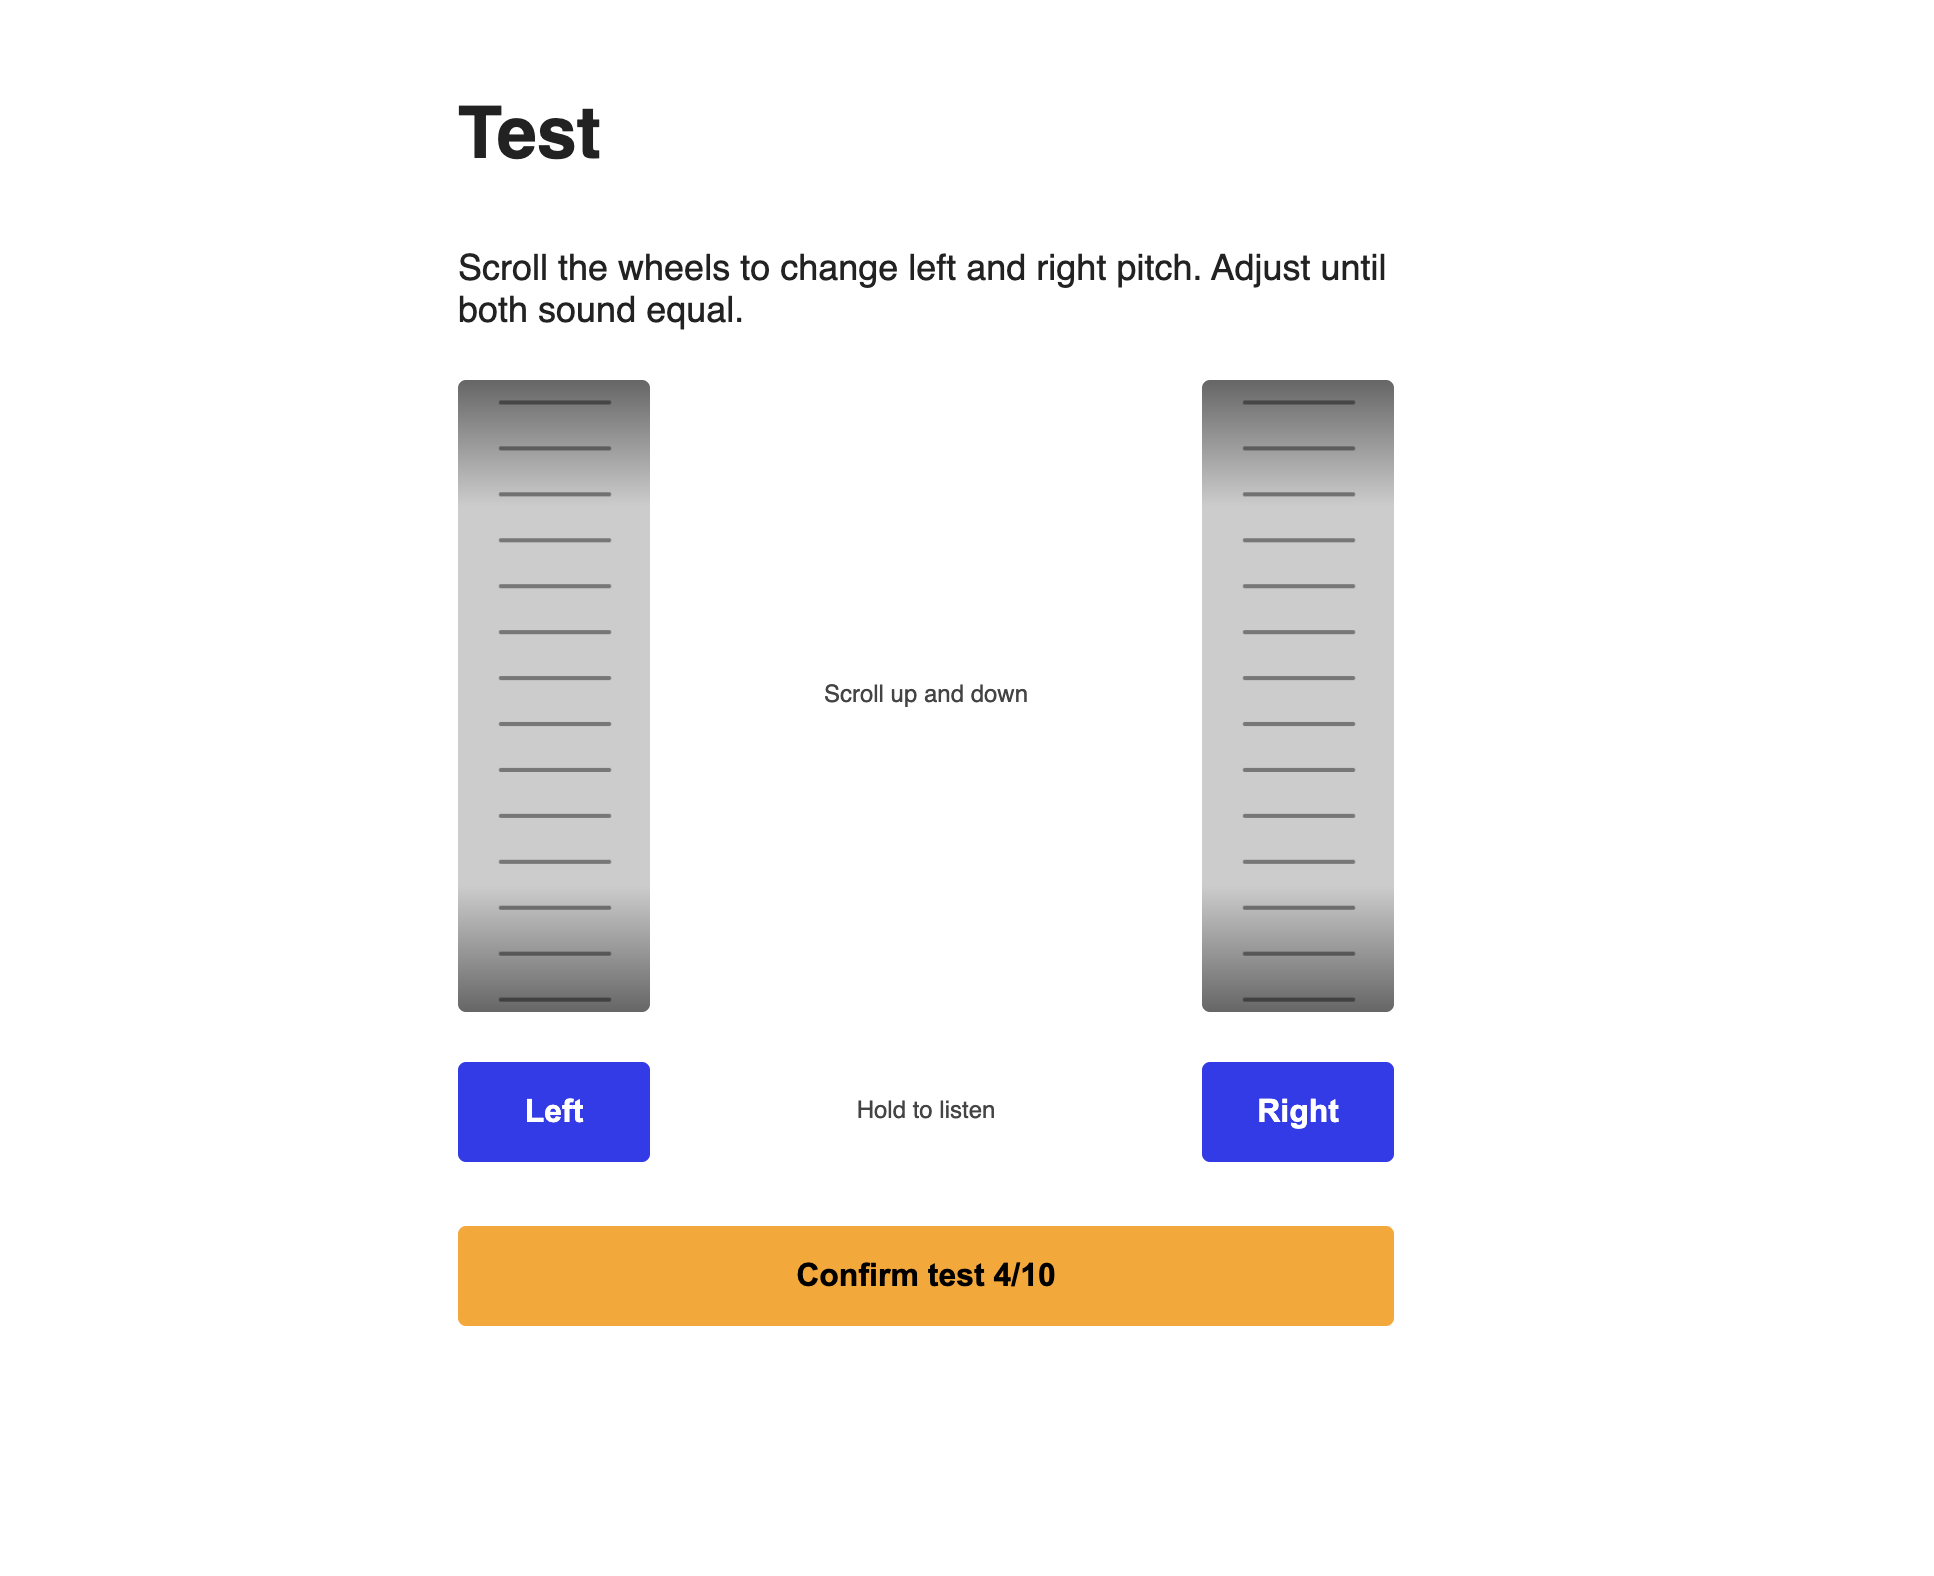 Test
Scroll the wheels to change left and right pitch. Adjust until
both sound equal.
Scroll up and down
Left
Hold to listen
Right
Confirm test 4/10